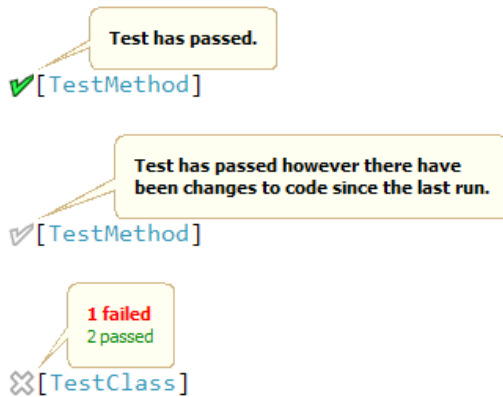 Test has passed.
[TestMethod]
Test has passed however there have
been changes to code since the last run.
[TestMethod]
1 failed
2 passed
[TestClass]